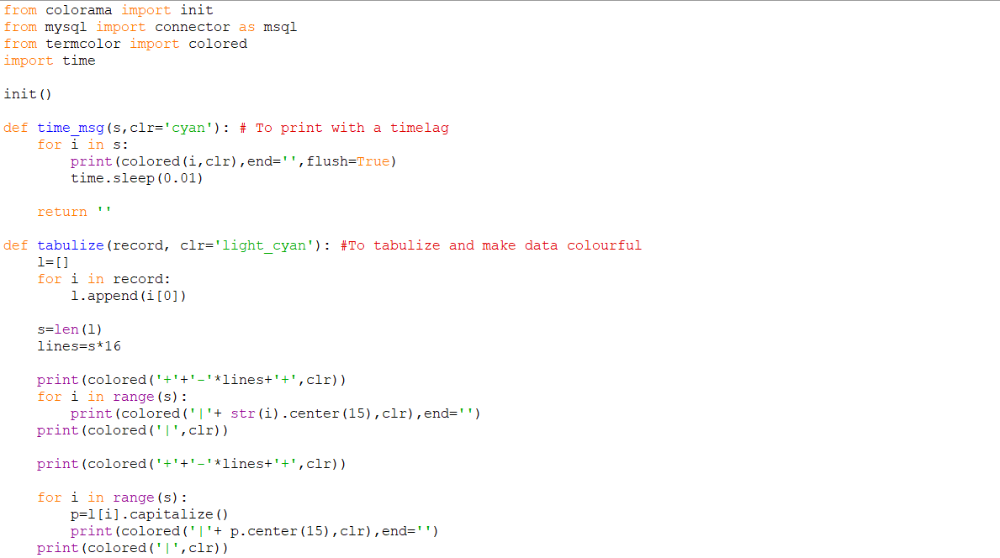 from colorama import init
from mysql import connector as msql
from termcolor import colored
import time

init()

def time_msg(s,clr='cyan'): # To print with a timelag
    for i in s:
        print(colored(i,clr),end='',flush=True)
        time.sleep(0.01)

    return ''

def tabulize(record, clr='light_cyan'): #To tabulize and make data colourful
    l=[]
    for i in record:
        l.append(i[0])

    s=len(l)
    lines=s*16

    print(colored('+'+'-'*lines+'+',clr))
    for i in range(s):
        print(colored('|'+ str(i).center(15),clr),end='')
    print(colored('|',clr))

    print(colored('+'+'-'*lines+'+',clr))

    for i in range(s):
        p=l[i].capitalize()
        print(colored('|'+ p.center(15),clr),end='')
    print(colored('|',clr))